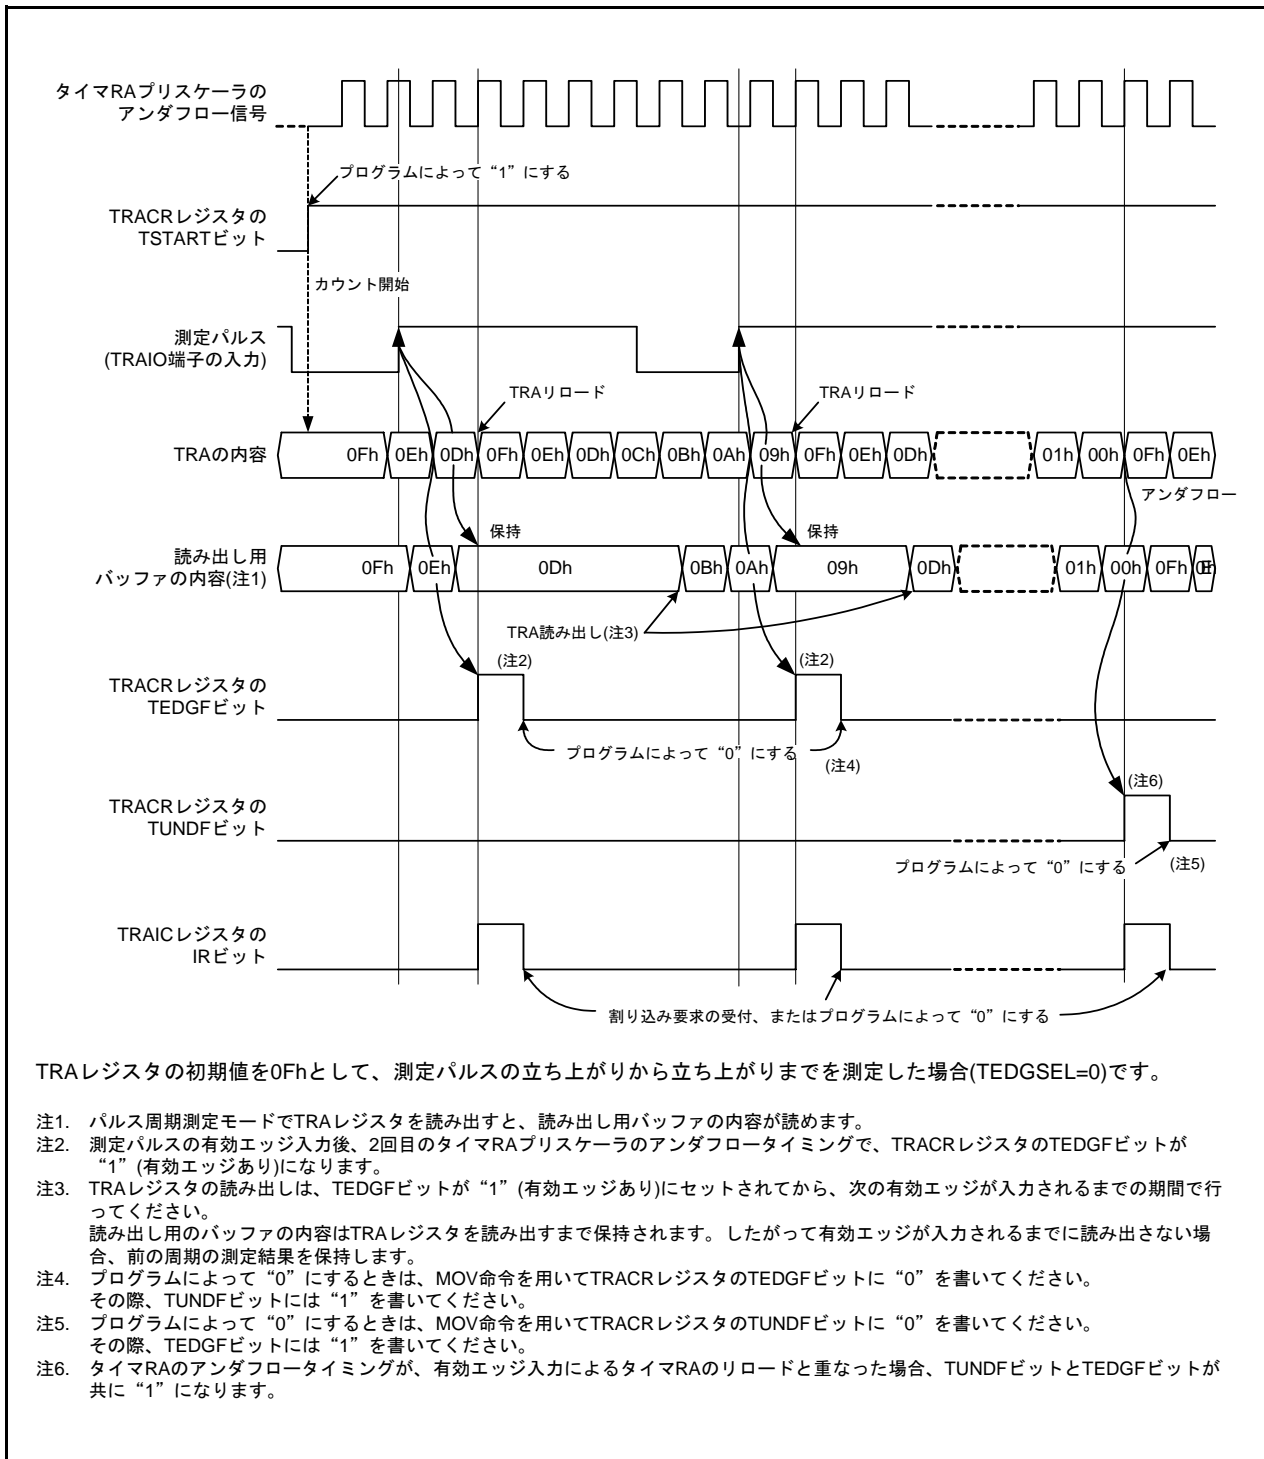 タイマRAプリスケーラの
アンダフロー信号
プログラムによって“1”にする
TRACRレジスタの
TSTARTビット
カウント開始
測定パルス
(TRAIO端子の入力)
TRAリロード
TRAリロード
TRAの内容
0Fh 0Eh 0Dh 0Fh 0Eh 0Dh 0Ch 0Bh 0Ah 09h 0Fh 0Eh 0Dh 01h 00h 0Fh 0Eh
アンダフロー
保持
保持
読み出し用
バッファの内容(注1)
0Fh 0Eh 0Dh 0Bh 0Ah 09h 0Dh 01h 00h 0Fh 0Eh
TRA読み出し(注3)
(注2)
(注2)
TRACRレジスタの
TEDGFビット
プログラムによって“0”にする
(注4)
(注6)
TRACRレジスタの
TUNDFビット
プログラムによって“0”にする
(注5)
TRAICレジスタの
IRビット
割り込み要求の受付、またはプログラムによって“0”にする
TRAレジスタの初期値を0Fhとして、測定パルスの立ち上がりから立ち上がりまでを測定した場合(TEDGSEL=0)です。
注1. パルス周期測定モードでTRAレジスタを読み出すと、読み出し用バッファの内容が読めます。
注2. 測定パルスの有効エッジ入力後、2回目のタイマRAプリスケーラのアンダフロータイミングで、TRACRレジスタのTEDGFビットが
“1”(有効エッジあり)になります。
注3. TRAレジスタの読み出しは、TEDGFビットが“1”(有効エッジあり)にセットされてから、次の有効エッジが入力されるまでの期間で行
ってください。
読み出し用のバッファの内容はTRAレジスタを読み出すまで保持されます。したがって有効エッジが入力されるまでに読み出さない場
合、前の周期の測定結果を保持します。
注4. プログラムによって“0”にするときは、MOV命令を用いてTRACRレジスタのTEDGFビットに“0”を書いてください。
その際、TUNDFビットには“1”を書いてください。
注5. プログラムによって“0”にするときは、MOV命令を用いてTRACRレジスタのTUNDFビットに“0”を書いてください。
その際、TEDGFビットには“1”を書いてください。
注6. タイマRAのアンダフロータイミングが、有効エッジ入力によるタイマRAのリロードと重なった場合、TUNDFビットとTEDGFビットが
共に“1”になります。